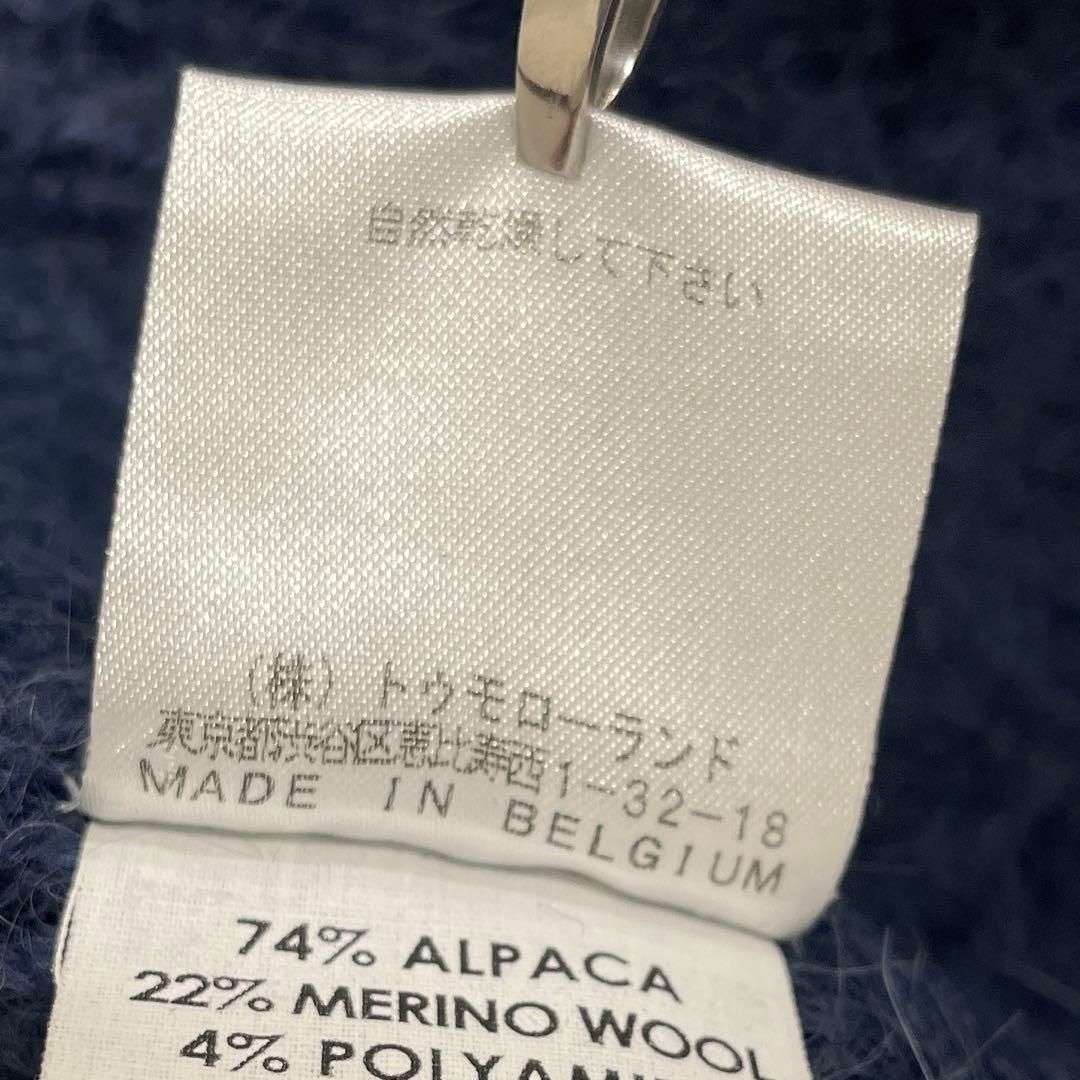 自然乾燥して下さい
(株) トゥモローランド
東京都渋谷区恵比寿西1-32-18
MADE IN BELGIUM
74% ALPACA
22% MERINO WOOL
4%